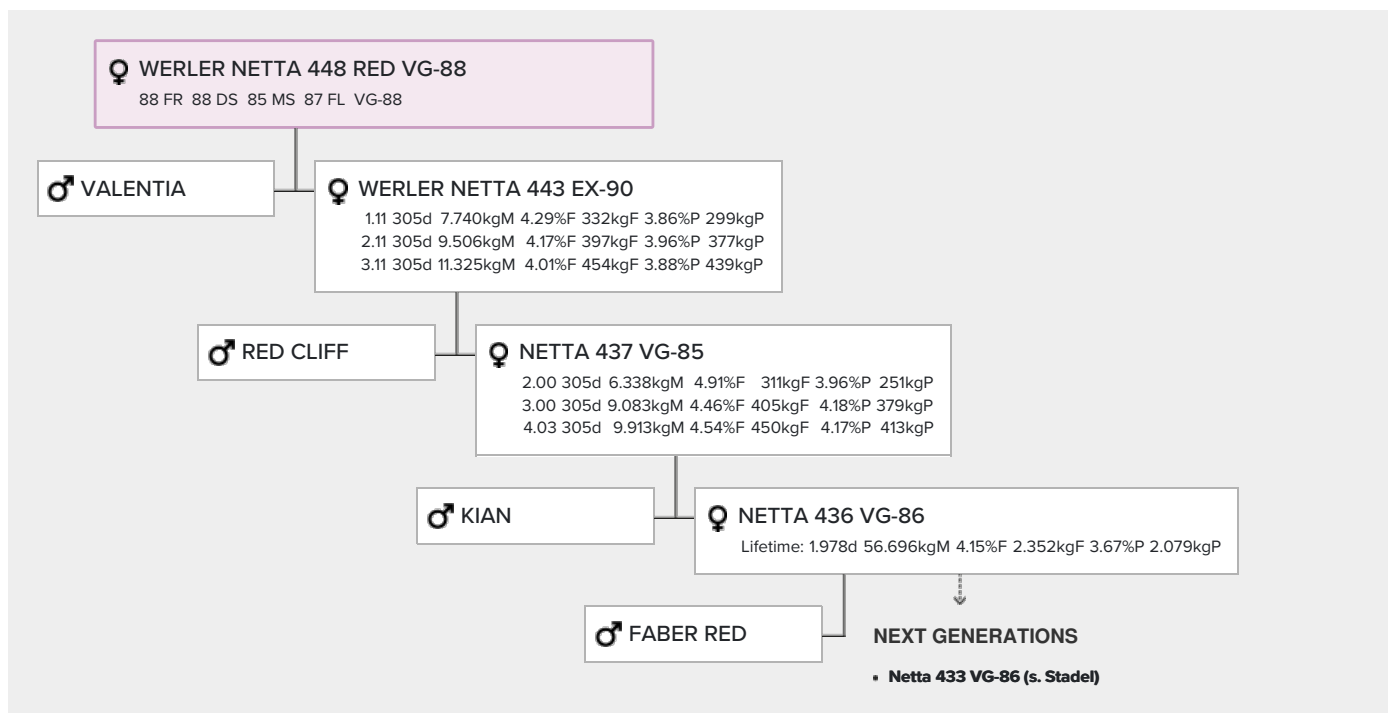 WERLER NETTA 448 RED VG-88
88 FR 88 DS 85 MS 87 FL VG-88
VALENTIA
WERLER NETTA 443 EX-90
1.11 305d 7.740kgM 4.29%F 332kgF 3.86%P 299kgP
2.11 305d 9.506kgM 4.17%F 397kgF 3.96%P 377kgP
3.11 305d 11.325kgM 4.01%F 454kgF 3.88%P 439kgP
RED CLIFF
NETTA 437 VG-85
2.00 305d 6.338kgM 4.91%F 311kgF 3.96%P 251kgP
3.00 305d 9.083kgM 4.46%F 405kgF 4.18%P 379kgP
4.03 305d 9.913kgM 4.54%F 450kgF 4.17%P 413kgP
KIAN
NETTA 436 VG-86
Lifetime: 1.978d 56.696kgM 4.15%F 2.352kgF 3.67%P 2.079kgP
FABER RED
NEXT GENERATIONS
• Netta 433 VG-86 (s. Stadel)